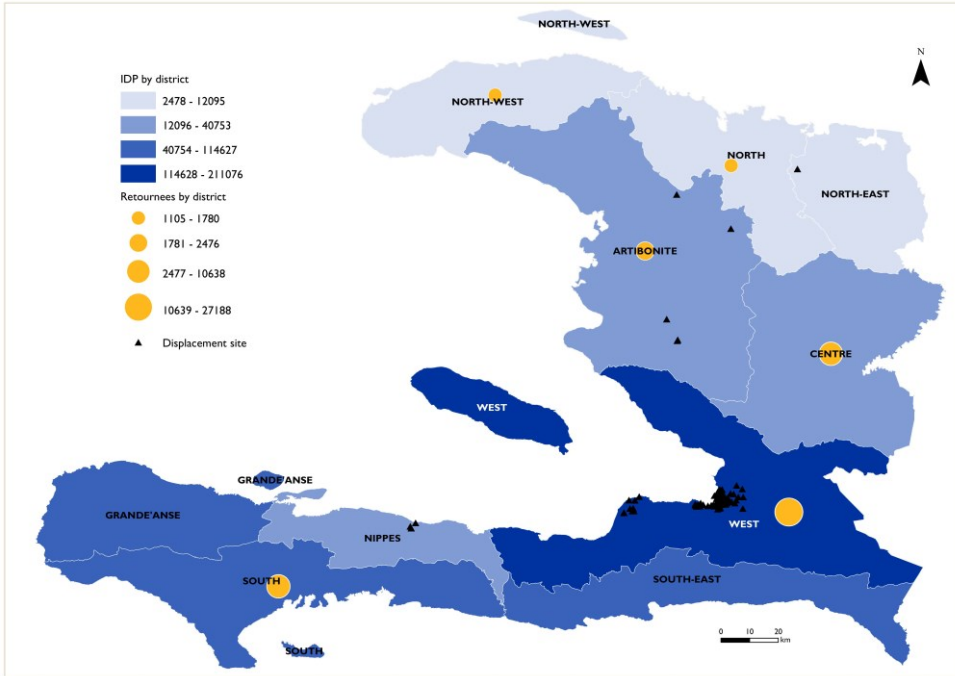 NORTH-WEST
N
IDP by district
2478 - 12095
12096 - 40753
40754 - 114627
114628 - 211076
Retournees by district
1105 - 1780
1781 - 2476
2477 - 10638
10639 - 27188
Displacement site
NORTH-WEST
NORTH
NORTH-EAST
ARTIBONITE
CENTRE
WEST
GRANDE'ANSE
GRANDE'ANSE
WEST
NIPPES
SOUTH
SOUTH-EAST
SOUTH
0 10 20
km